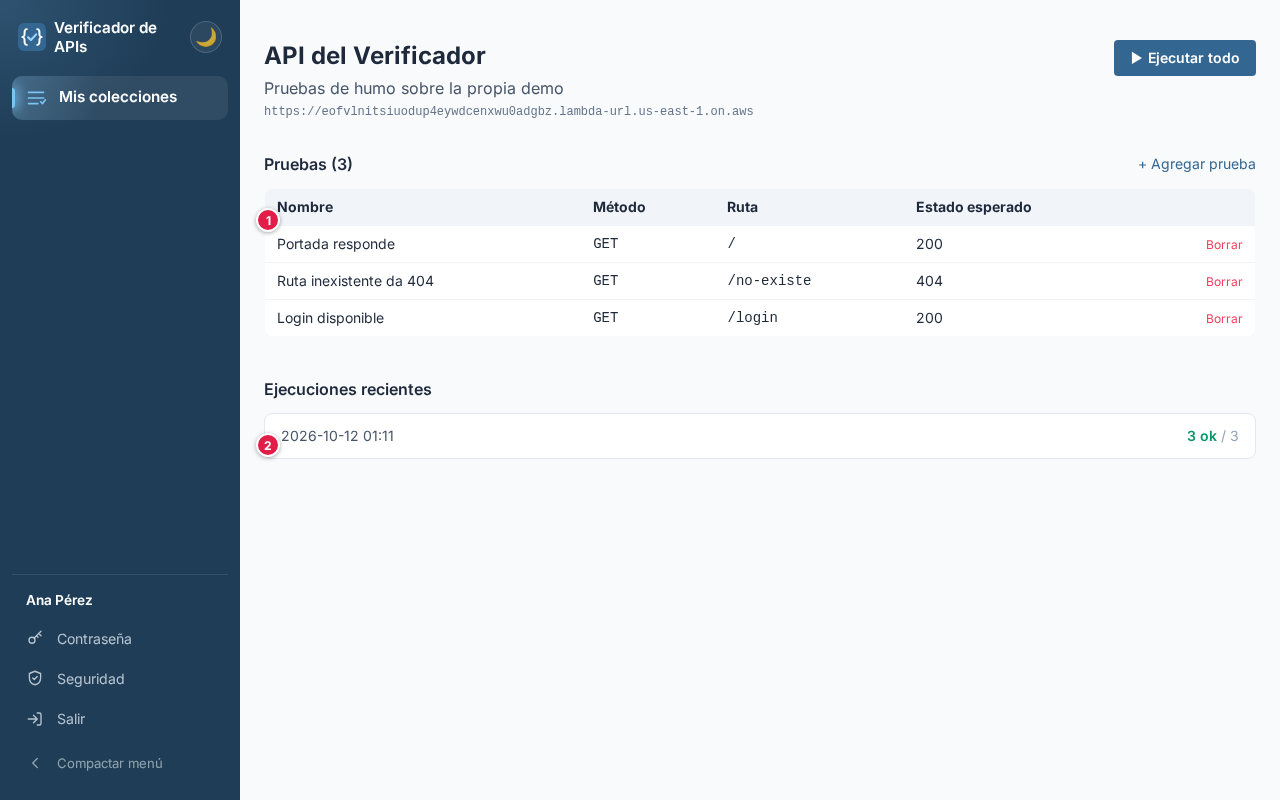 Verificador de
APIs
Mis colecciones
API del Verificador
▶ Ejecutar todo
Pruebas de humo sobre la propia demo
https://eofvlnitsiuodup4eywdcenxwu0adgbz.lambda-url.us-east-1.on.aws
Pruebas (3)
+ Agregar prueba
Nombre Método Ruta Estado esperado
1
Portada responde GET / 200 Borrar
Ruta inexistente da 404 GET /no-existe 404 Borrar
Login disponible GET /login 200 Borrar
Ejecuciones recientes
2
2026-10-12 01:11 3 ok / 3
Ana Pérez
Contraseña
Seguridad
Salir
Compactar menú